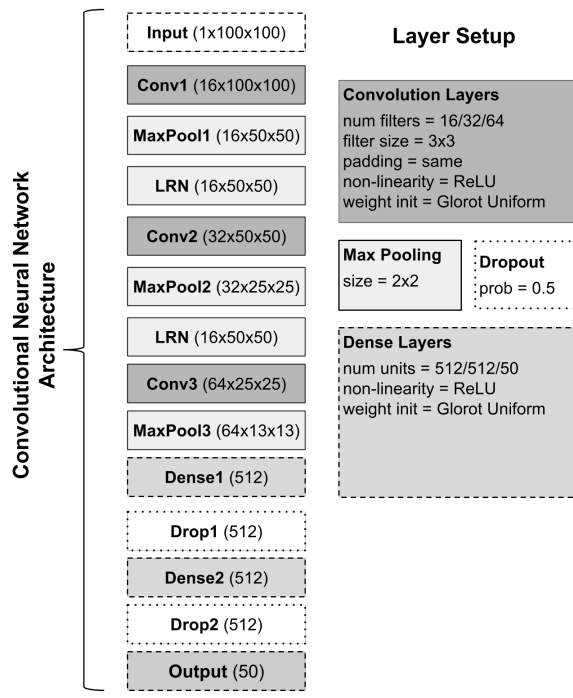 Convolutional Neural Network
Architecture
Input (1x100x100)
Conv1 (16x100x100)
MaxPool1 (16x50x50)
LRN (16x50x50)
Conv2 (32x50x50)
MaxPool2 (32x25x25)
LRN (16x50x50)
Conv3 (64x25x25)
MaxPool3 (64x13x13)
Dense1 (512)
Drop1 (512)
Dense2 (512)
Drop2 (512)
Output (50)
Layer Setup
Convolution Layers
num filters = 16/32/64
filter size = 3x3
padding = same
non-linearity = ReLU
weight init = Glorot Uniform
Max Pooling
size = 2x2
Dropout
prob = 0.5
Dense Layers
num units = 512/512/50
non-linearity = ReLU
weight init = Glorot Uniform